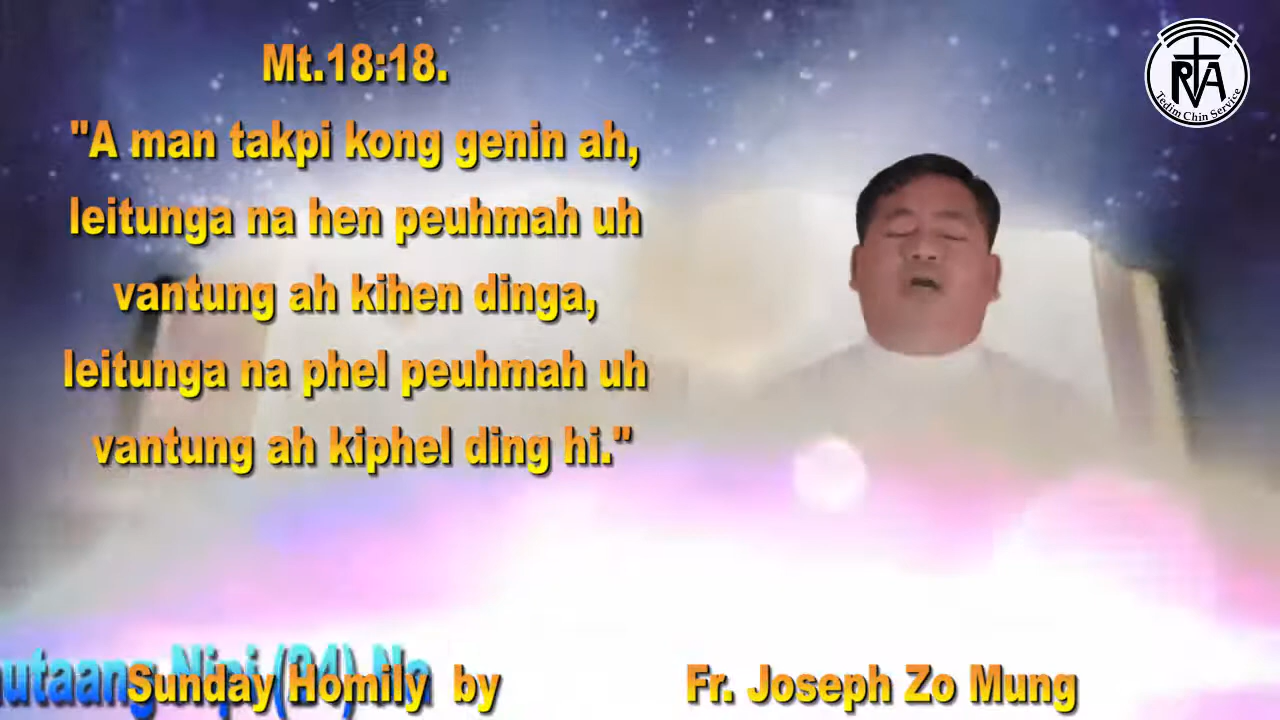 Mt.18:18.
"A man takpi kong genin ah,
leitunga na hen peuhmah uh
vantung ah kihen dinga,
leitunga na phel peuhmah uh
vantung ah kiphel ding hi."
RVA
Tedim Chin Service
Nipi
Sunday Homily by Fr. Joseph Zo Mung